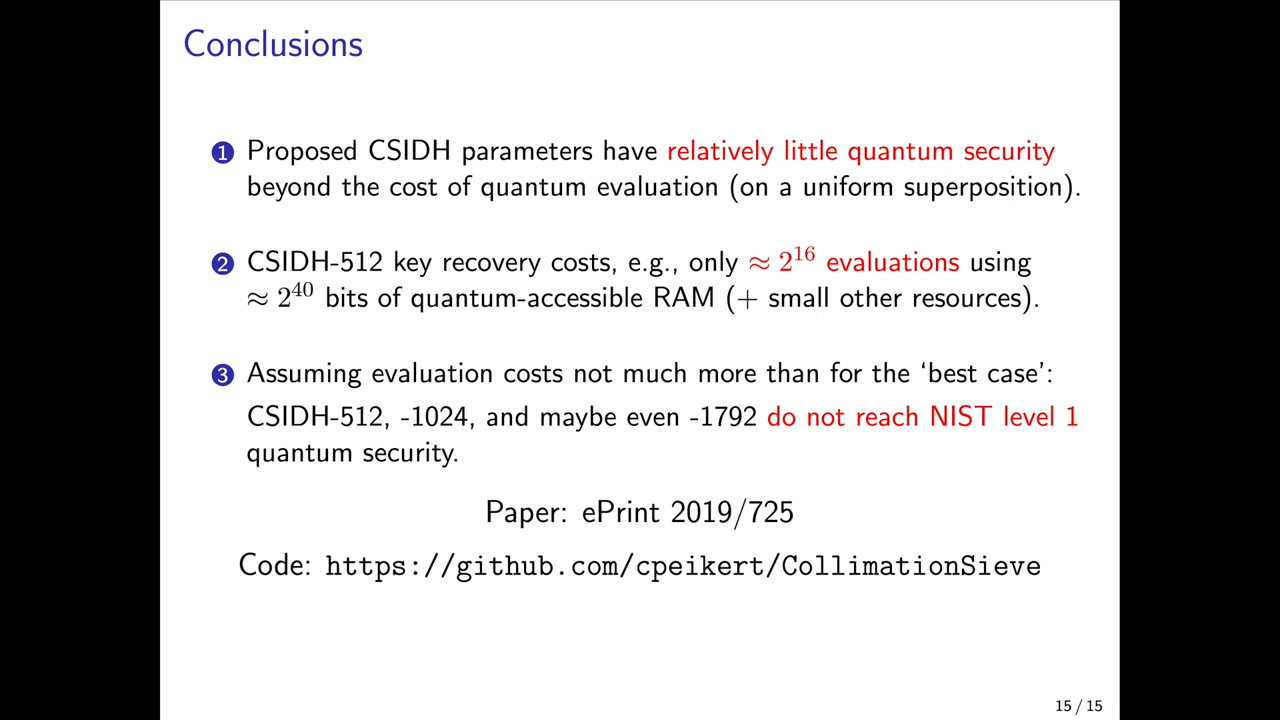 Conclusions
1 Proposed CSIDH parameters have relatively little quantum security
beyond the cost of quantum evaluation (on a uniform superposition).
2 CSIDH-512 key recovery costs, e.g., only ≈ 2^16 evaluations using
≈ 2^40 bits of quantum-accessible RAM (+ small other resources).
3 Assuming evaluation costs not much more than for the ‘best case’:
CSIDH-512, -1024, and maybe even -1792 do not reach NIST level 1
quantum security.
Paper: ePrint 2019/725
Code: https://github.com/cpeikert/CollimationSieve
15 / 15